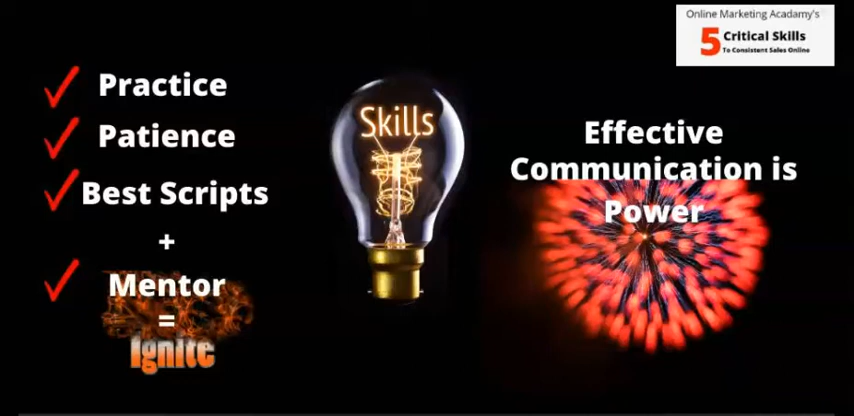 Online Marketing Acadamy's
5 Critical Skills
To Consistent Sales Online
Practice
Patience
Best Scripts
+
Mentor
=
Ignite
Skills
Effective
Communication is
Power